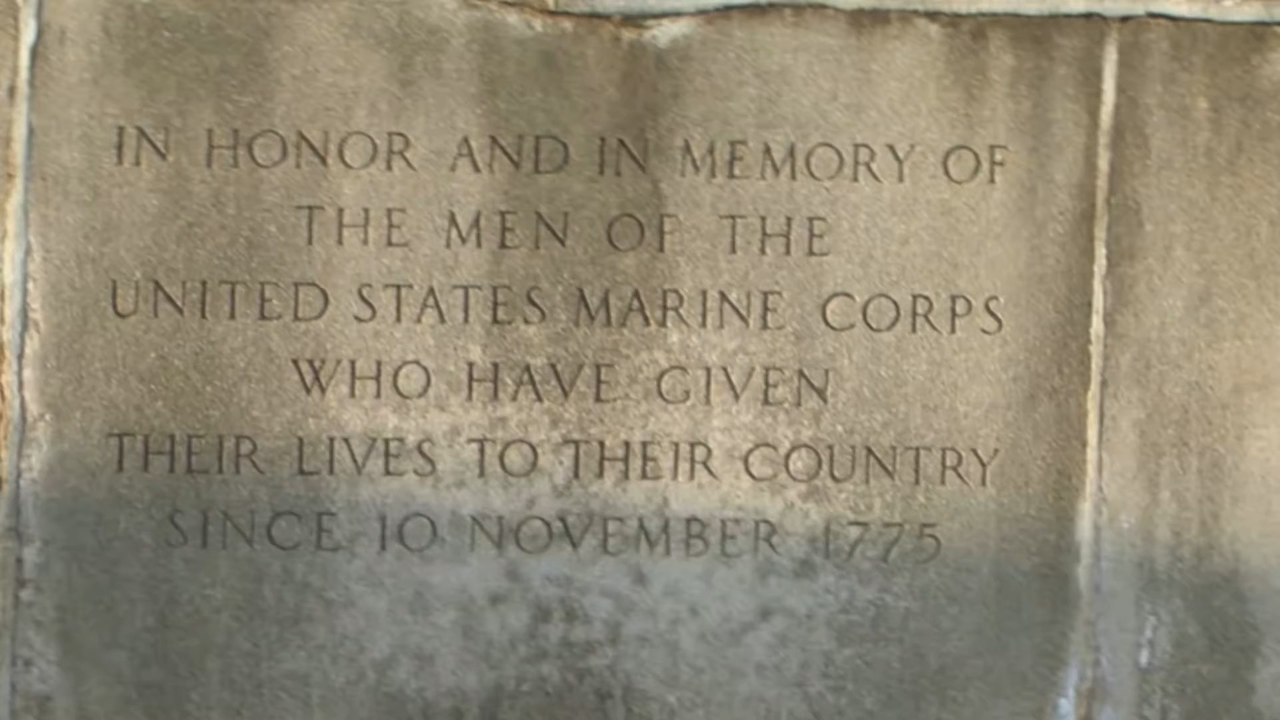 IN HONOR AND IN MEMORY OF
THE MEN OF THE
UNITED STATES MARINE CORPS
WHO HAVE GIVEN
THEIR LIVES TO THEIR COUNTRY
SINCE 10 NOVEMBER 1775